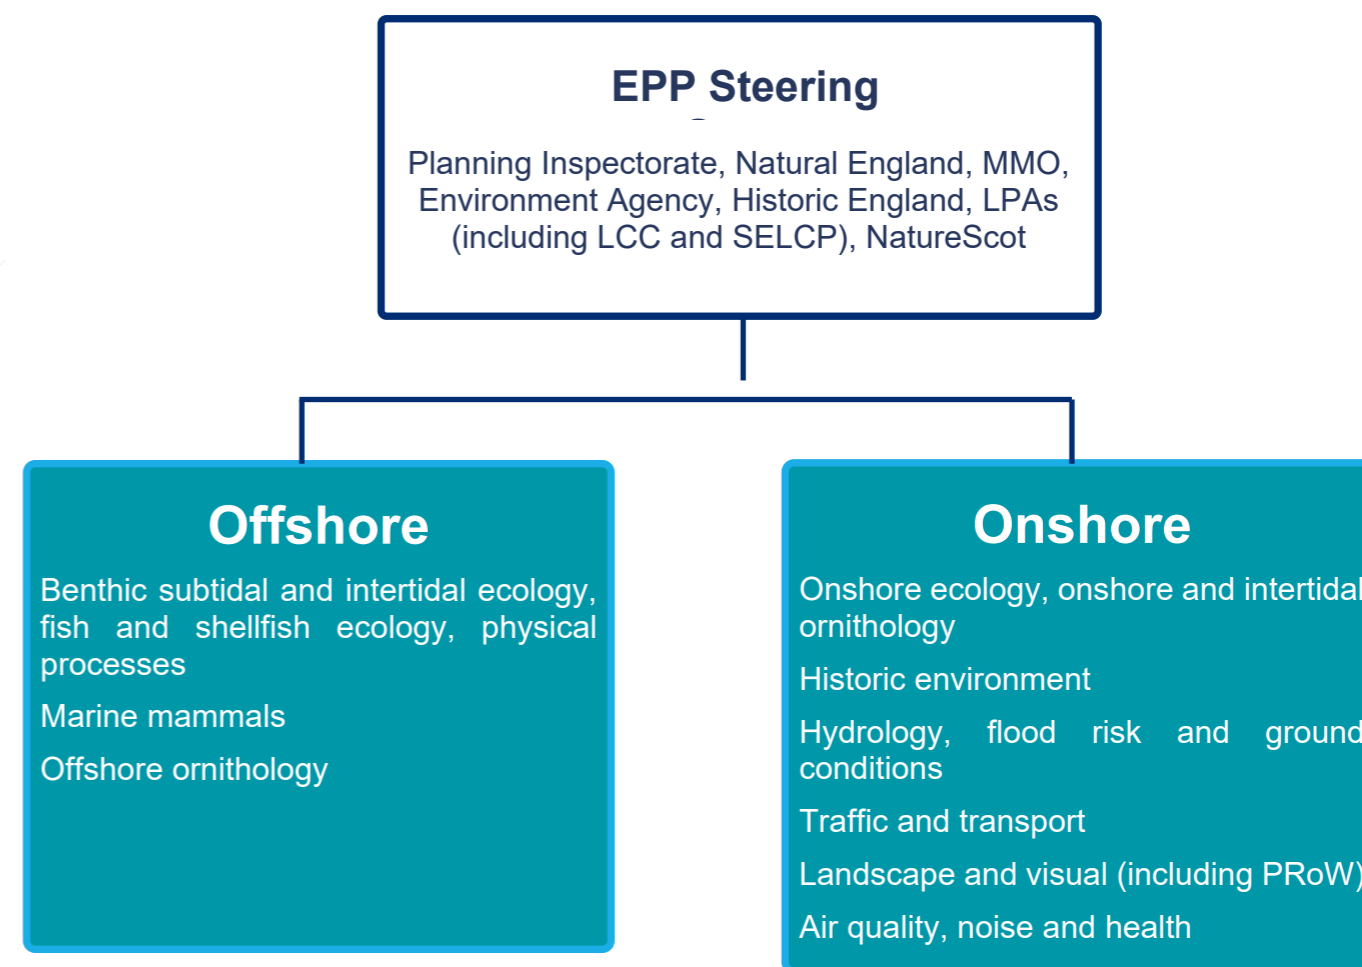 EPP Steering
Planning Inspectorate, Natural England, MMO,
Environment Agency, Historic England, LPAs
(including LCC and SELCP), NatureScot
Offshore
Benthic subtidal and intertidal ecology,
fish and shellfish ecology, physical
processes
Marine mammals
Offshore ornithology
Onshore
Onshore ecology, onshore and intertidal
ornithology
Historic environment
Hydrology, flood risk and ground
conditions
Traffic and transport
Landscape and visual (including PRoW)
Air quality, noise and health